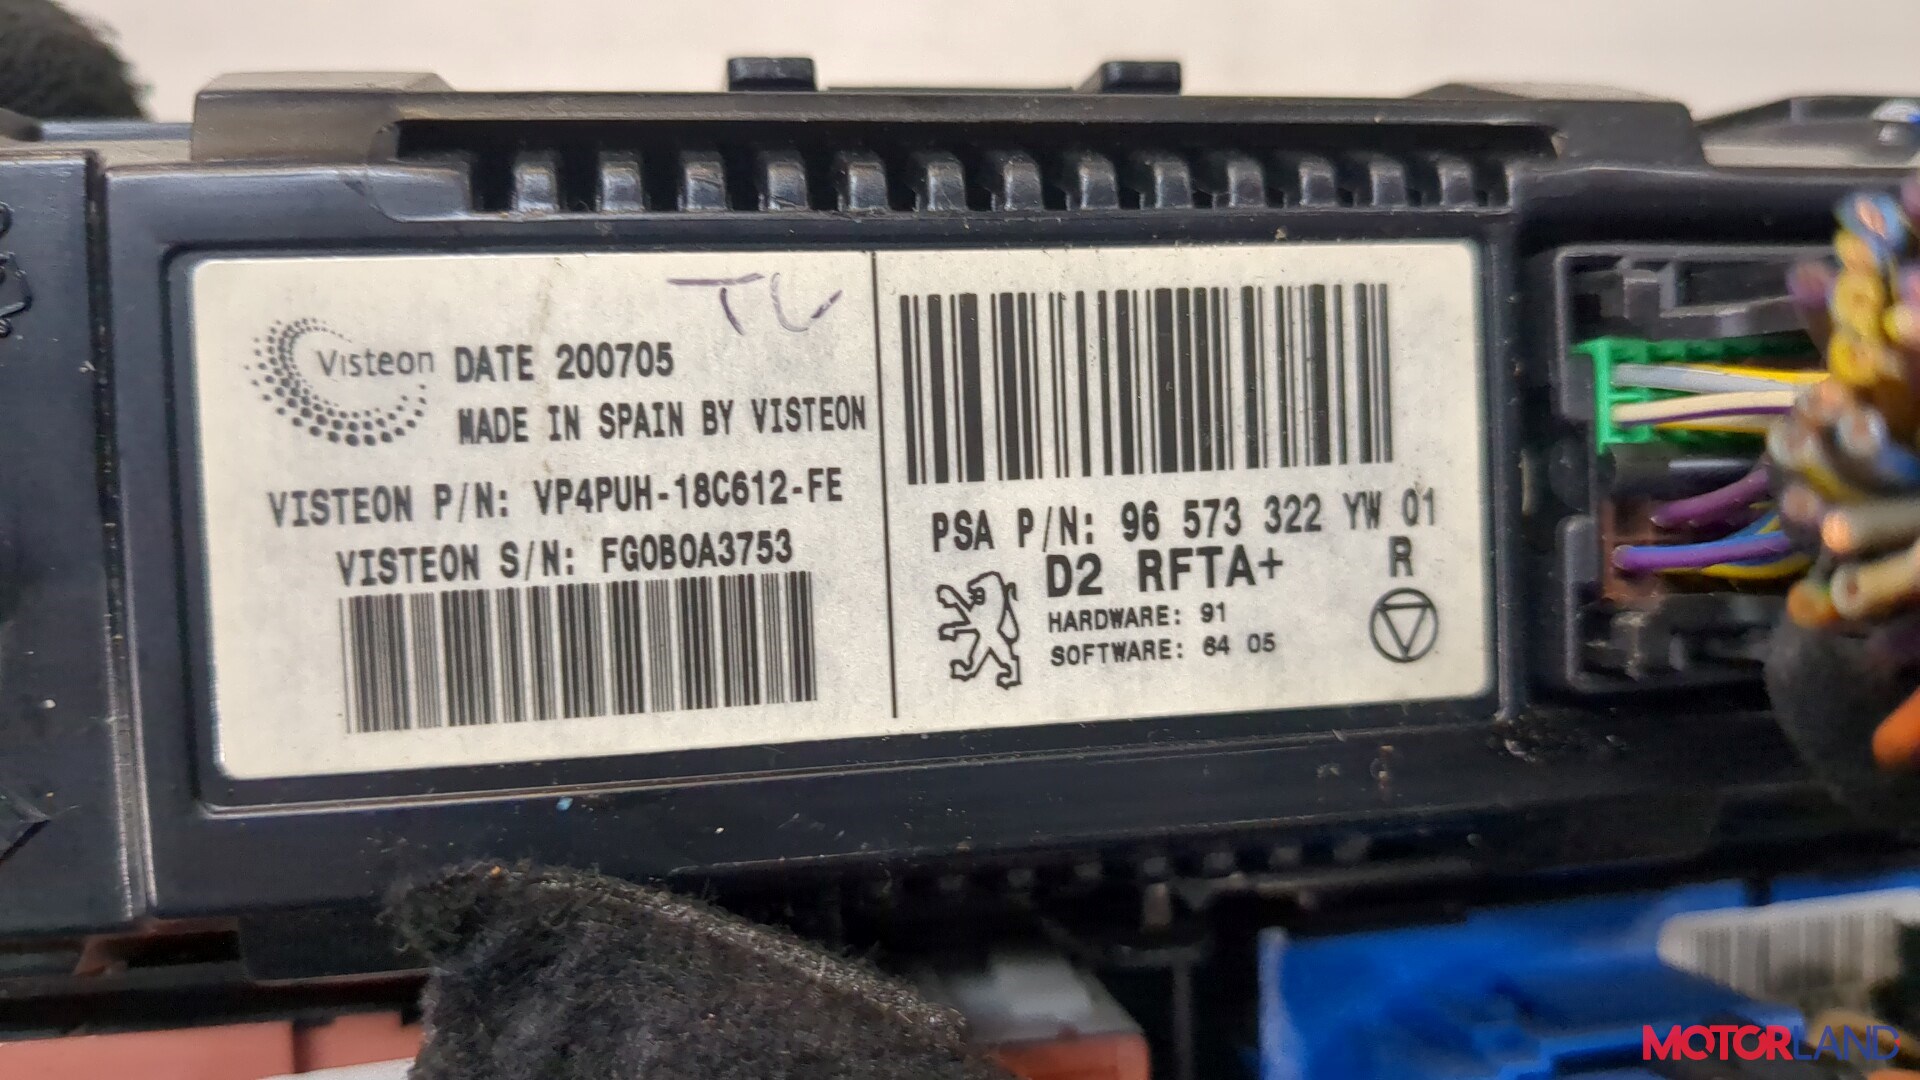 TL
Visteon
DATE 200705
MADE IN SPAIN BY VISTEON
VISTEON P/N: VP4PUH-18C612-FE
VISTEON S/N: FG0B0A3753
PSA P/N: 96 573 322 YW 01
D2 RFTA+ R
HARDWARE: 91
SOFTWARE: 64 05
MOTORLAND